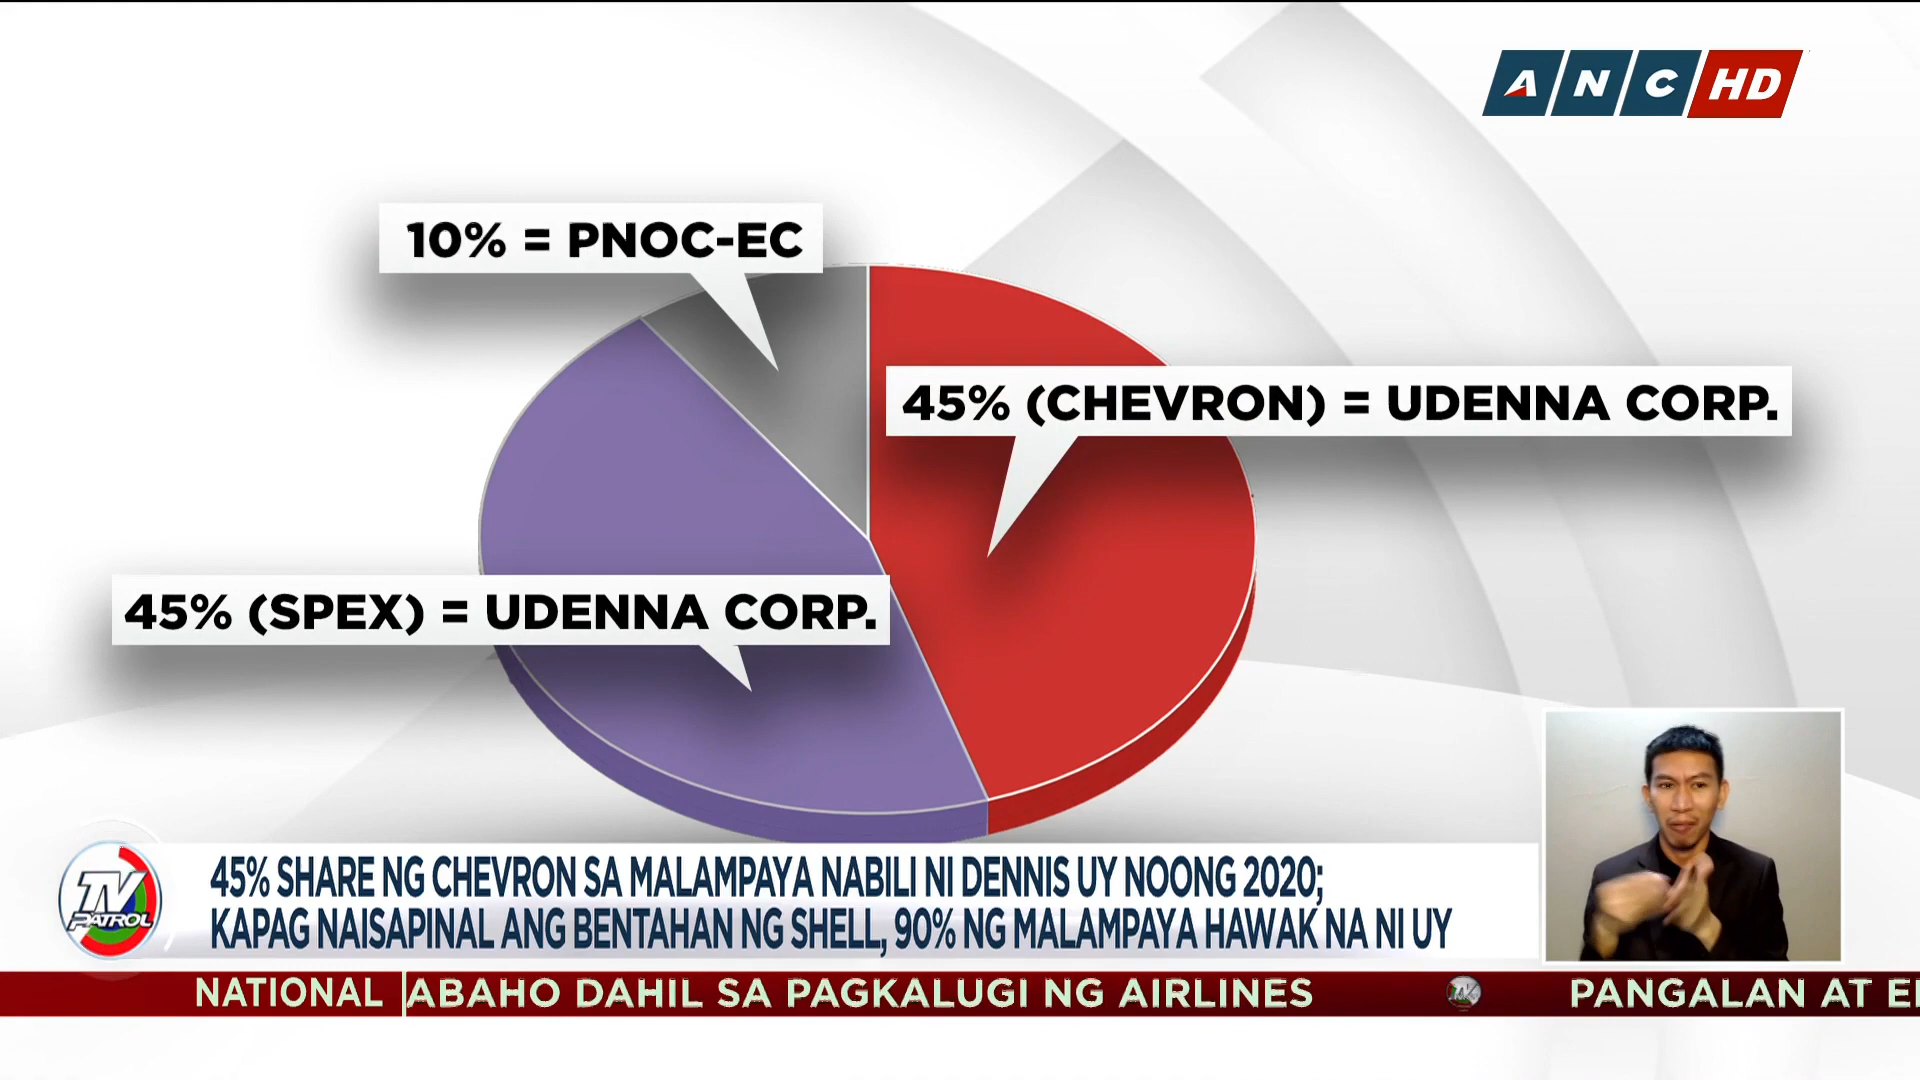 ANC HD
10% = PNOC-EC
45% (CHEVRON) = UDENNA CORP.
45% (SPEX) = UDENNA CORP.
TV PATROL
45% SHARE NG CHEVRON SA MALAMPAYA NABILI NI DENNIS UY NOONG 2020;
KAPAG NAISAPINAL ANG BENTAHAN NG SHELL, 90% NG MALAMPAYA HAWAK NA NI UY
NATIONAL ABAHO DAHIL SA PAGKALUGI NG AIRLINES PANGALAN AT